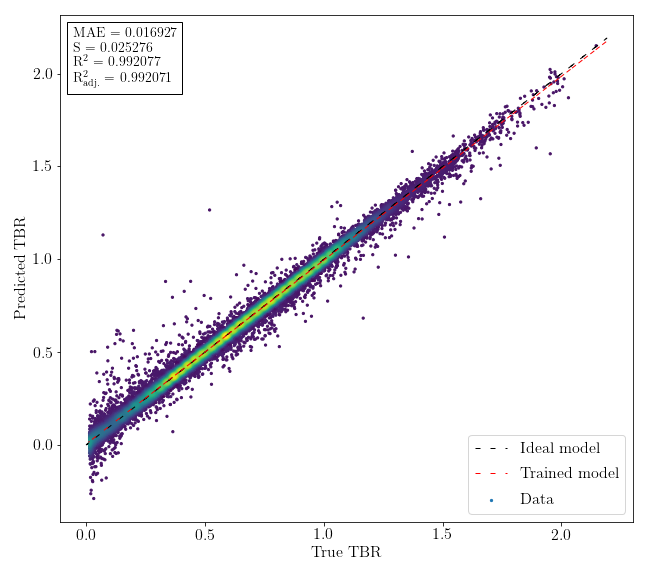 MAE = 0.016927
S = 0.025276
R² = 0.992077
R²adj. = 0.992071
2.0
1.5
1.0
0.5
0.0
Predicted TBR
Ideal model
Trained model
Data
0.0 0.5 1.0 1.5 2.0
True TBR